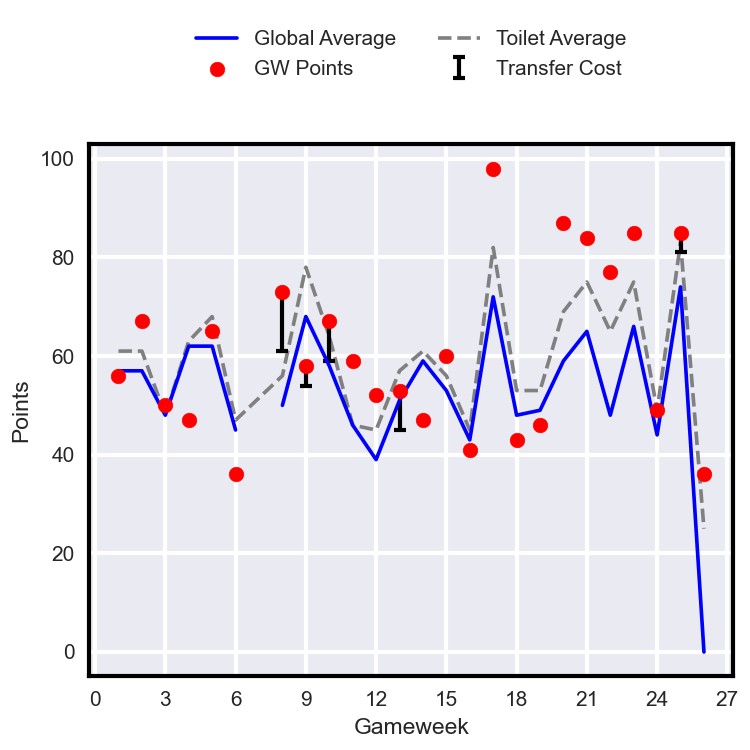 Global Average
Toilet Average
GW Points
Transfer Cost
100
80
60
40
20
0
Points
0 3 6 9 12 15 18 21 24 27
Gameweek